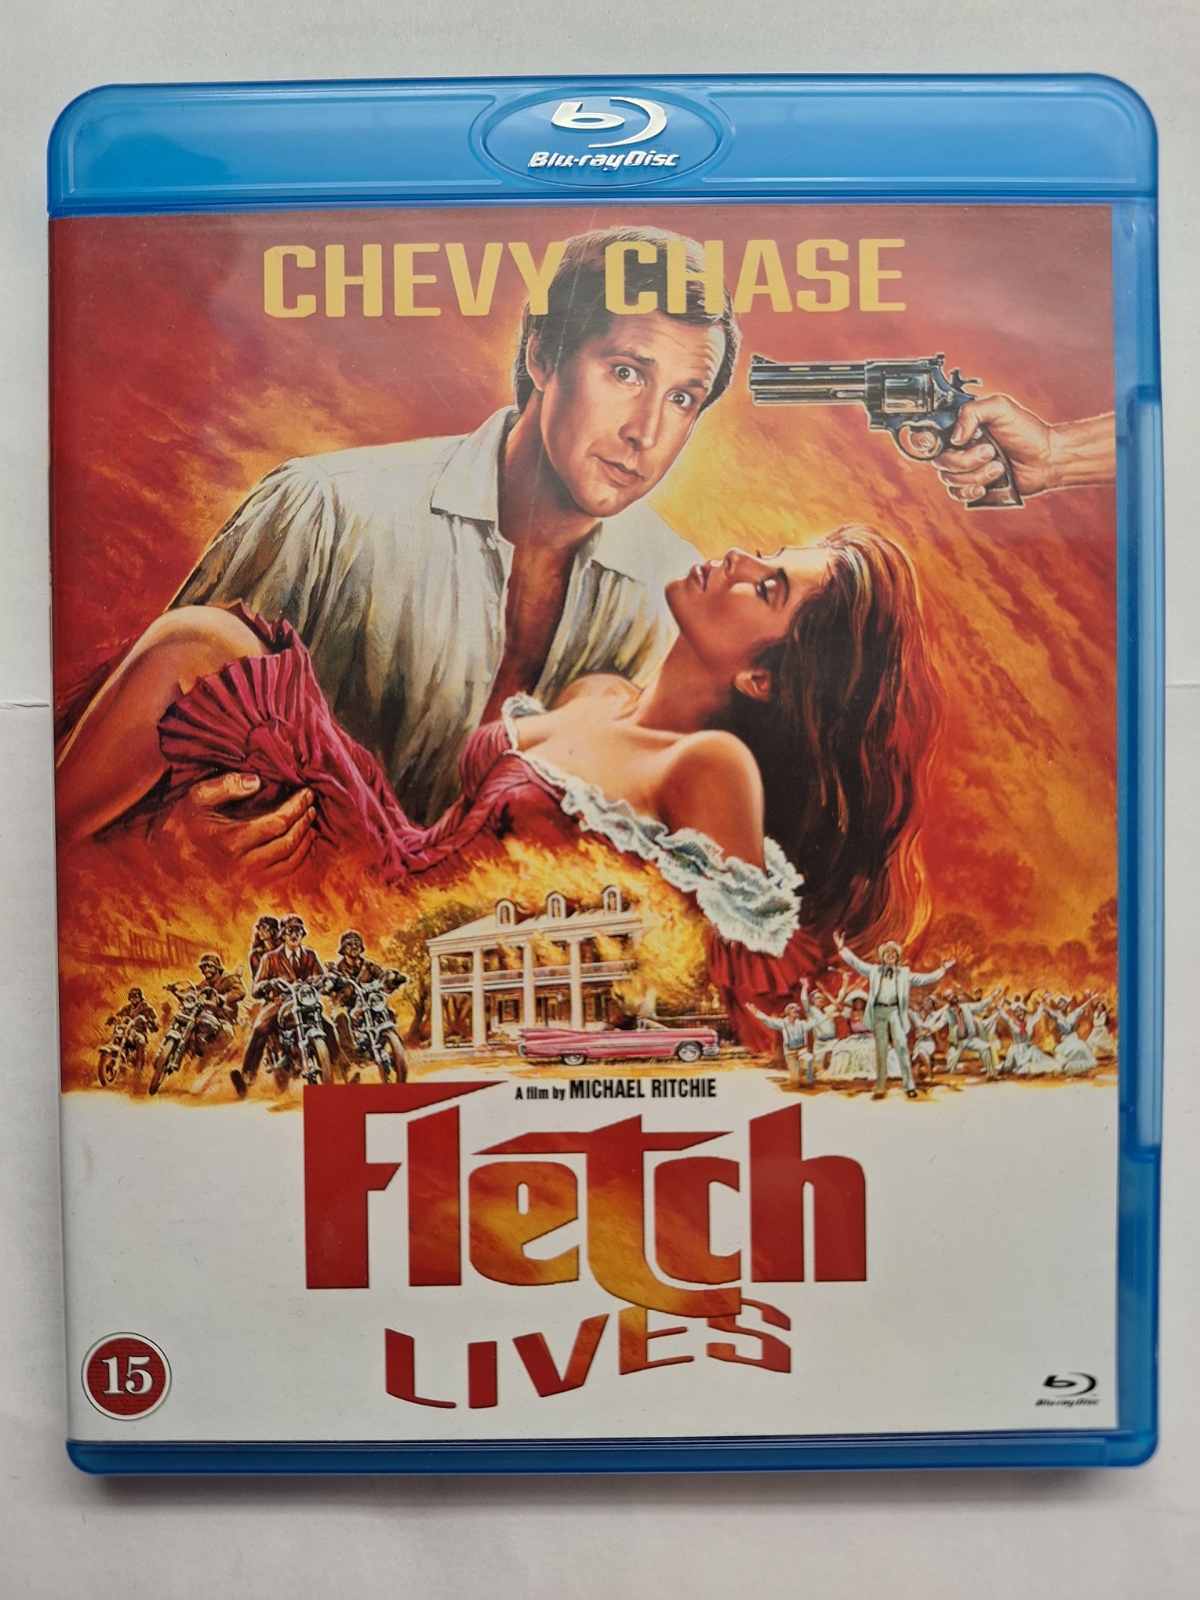 Blu-ray Disc
CHEVY CHASE
A film by MICHAEL RITCHIE
Fletch
LIVES
15
Blu-ray Disc